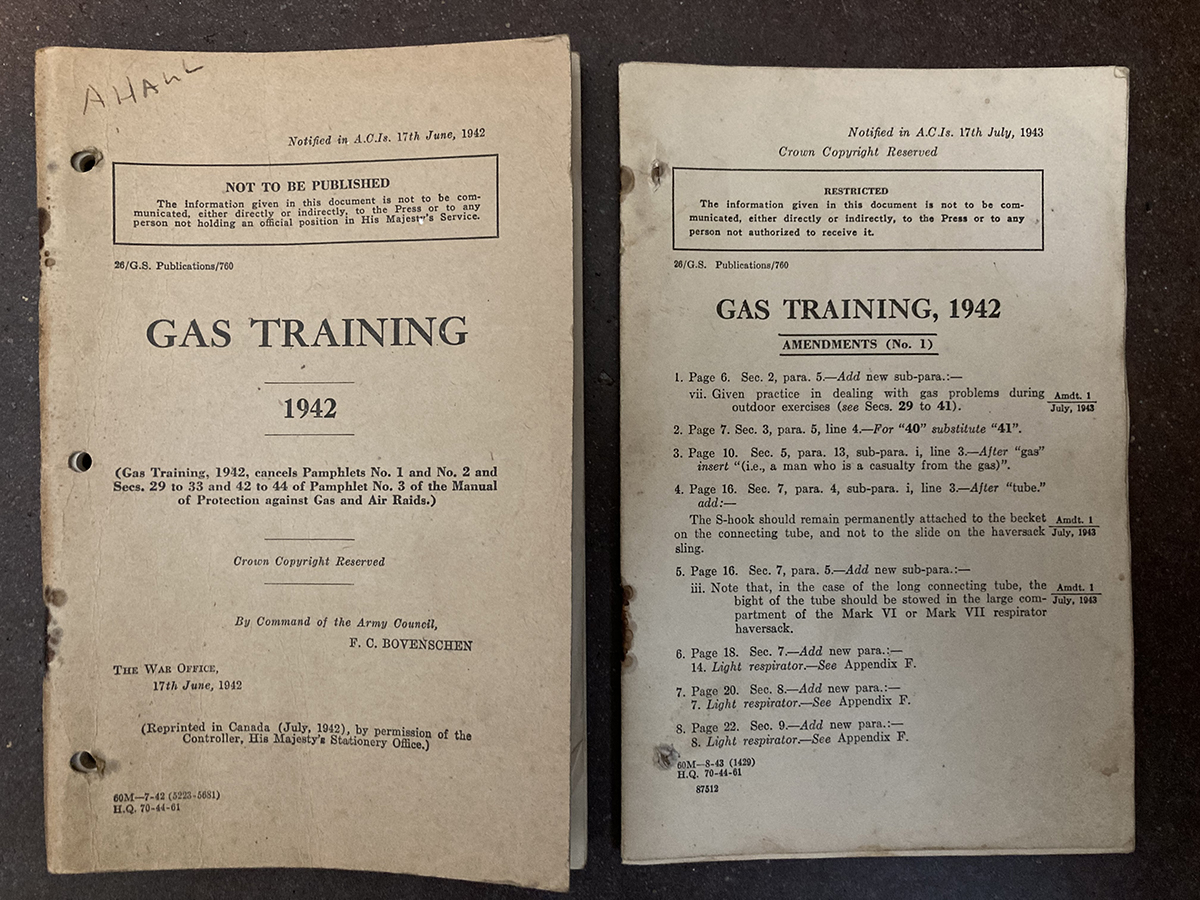 A HALL
Notified in A.C.Is. 17th June, 1942
NOT TO BE PUBLISHED
The information given in this document is not to be com-
municated, either directly or indirectly, to the Press or to any
person not holding an official position in His Majesty's Service.
26/G.S. Publications/760
GAS TRAINING
1942
(Gas Training, 1942, cancels Pamphlets No. 1 and No. 2 and
Secs. 29 to 33 and 42 to 44 of Pamphlet No. 3 of the Manual
of Protection against Gas and Air Raids.)
Crown Copyright Reserved
By Command of the Army Council,
F. C. BOVENSCHEN
THE WAR OFFICE,
17th June, 1942
(Reprinted in Canada (July, 1942), by permission of the
Controller, His Majesty's Stationery Office.)
60M—7-42 (5223-5681)
H.Q. 70-44-61
Notified in A.C.Is. 17th July, 1943
Crown Copyright Reserved
RESTRICTED
The information given in this document is not to be com-
municated, either directly or indirectly, to the Press or to any
person not authorized to receive it.
26/G.S. Publications/760
GAS TRAINING, 1942
AMENDMENTS (No. 1)
1. Page 6. Sec. 2, para. 5.—Add new sub-para.:—
vii. Given practice in dealing with gas problems during
outdoor exercises (see Secs. 29 to 41).
Amdt. 1
July, 1943
2. Page 7. Sec. 3, para. 5, line 4.—For "40" substitute "41".
3. Page 10. Sec. 5, para. 13, sub-para. i, line 3.—After "gas"
insert "(i.e., a man who is a casualty from the gas)".
4. Page 16. Sec. 7, para. 4, sub-para. i, line 3.—After "tube."
add:—
The S-hook should remain permanently attached to the becket
on the connecting tube, and not to the slide on the haversack
sling.
Amdt. 1
July, 1943
5. Page 16. Sec. 7, para. 5.—Add new sub-para.:—
iii. Note that, in the case of the long connecting tube, the
bight of the tube should be stowed in the large com-
partment of the Mark VI or Mark VII respirator
haversack.
Amdt. 1
July, 1943
6. Page 18. Sec. 7.—Add new para.:—
14. Light respirator.—See Appendix F.
7. Page 20. Sec. 8.—Add new para.:—
7. Light respirator.—See Appendix F.
8. Page 22. Sec. 9.—Add new para.:—
8. Light respirator.—See Appendix F.
60M—8-43 (1429)
H.Q. 70-44-61
87512